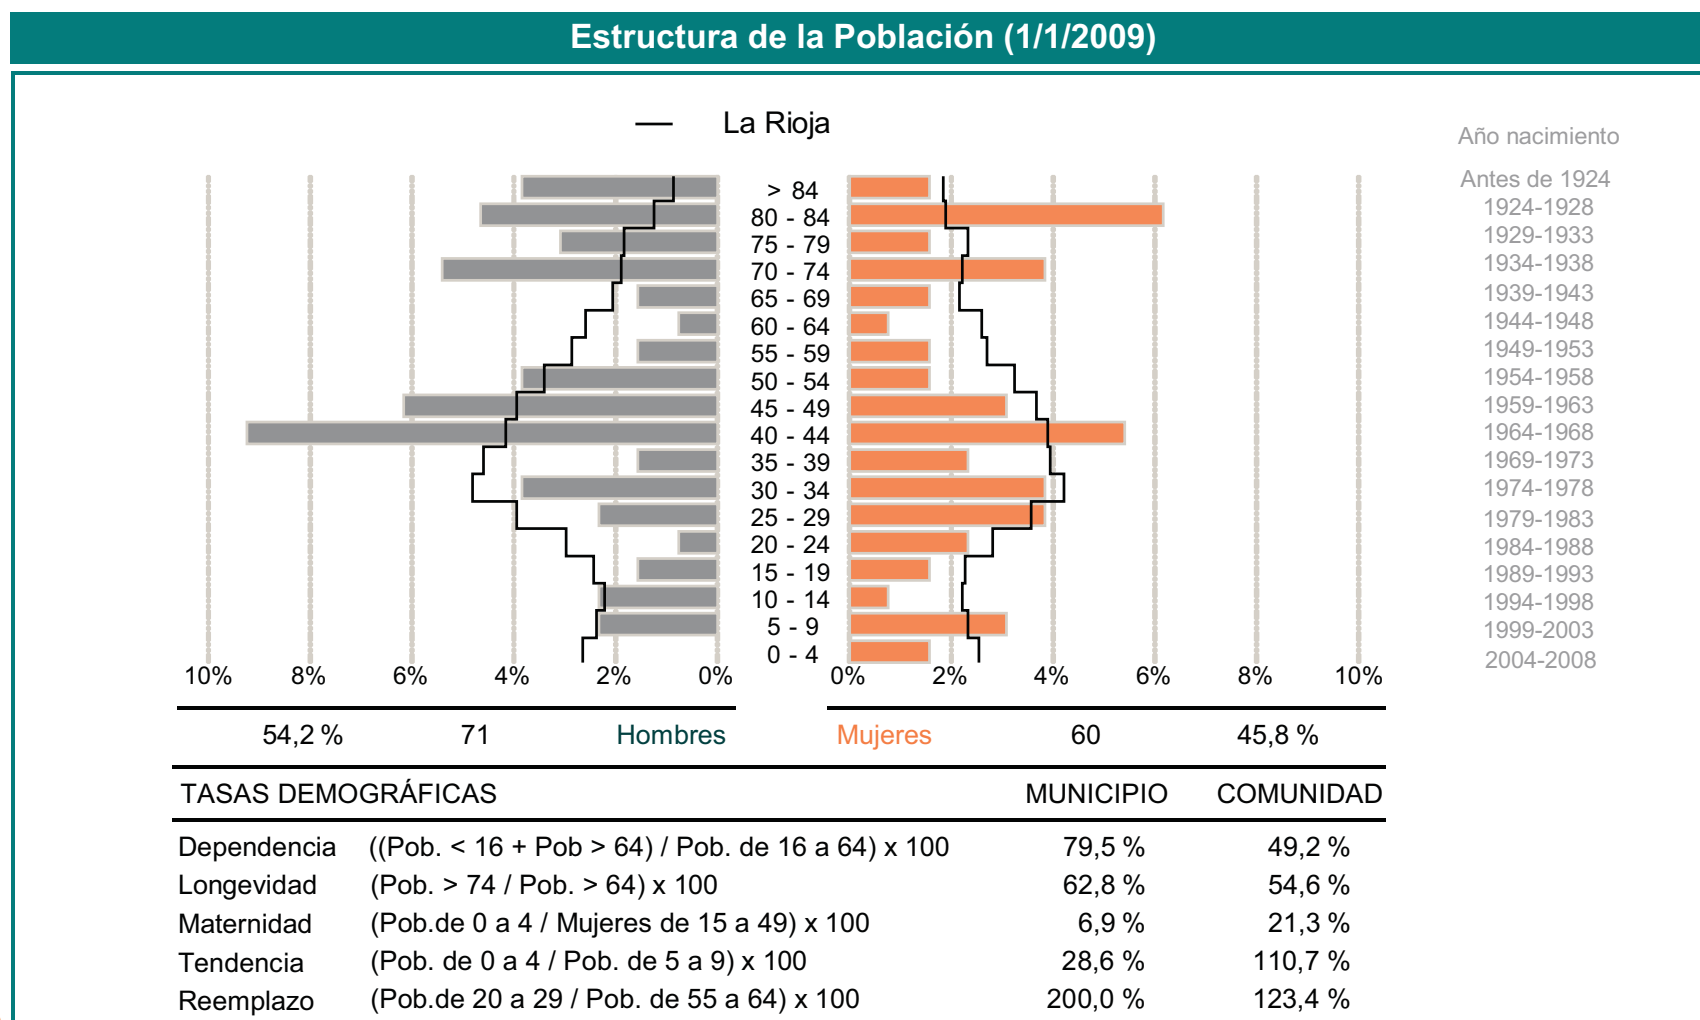 Estructura de la Población (1/1/2009)
La Rioja
Año nacimiento
> 84 Antes de 1924
80 - 84 1924-1928
75 - 79 1929-1933
70 - 74 1934-1938
65 - 69 1939-1943
60 - 64 1944-1948
55 - 59 1949-1953
50 - 54 1954-1958
45 - 49 1959-1963
40 - 44 1964-1968
35 - 39 1969-1973
30 - 34 1974-1978
25 - 29 1979-1983
20 - 24 1984-1988
15 - 19 1989-1993
10 - 14 1994-1998
5 - 9 1999-2003
0 - 4 2004-2008
10% 8% 6% 4% 2% 0% 0% 2% 4% 6% 8% 10%
54,2 % 71 Hombres Mujeres 60 45,8 %
TASAS DEMOGRÁFICAS MUNICIPIO COMUNIDAD
Dependencia ((Pob. < 16 + Pob > 64) / Pob. de 16 a 64) x 100 79,5 % 49,2 %
Longevidad (Pob. > 74 / Pob. > 64) x 100 62,8 % 54,6 %
Maternidad (Pob.de 0 a 4 / Mujeres de 15 a 49) x 100 6,9 % 21,3 %
Tendencia (Pob. de 0 a 4 / Pob. de 5 a 9) x 100 28,6 % 110,7 %
Reemplazo (Pob.de 20 a 29 / Pob. de 55 a 64) x 100 200,0 % 123,4 %